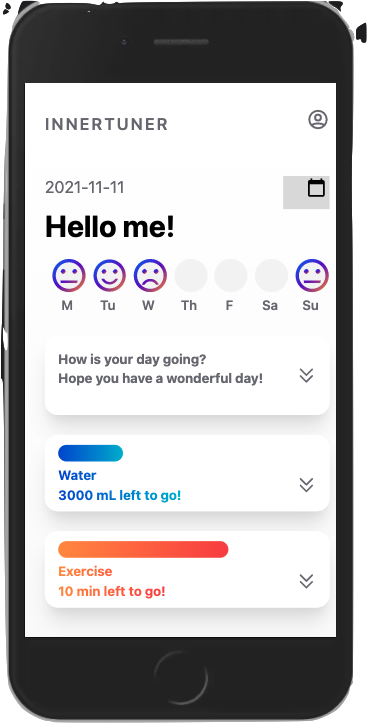 INNERTUNER
2021-11-11
Hello me!
M Tu W Th F Sa Su
How is your day going?
Hope you have a wonderful day!
Water
3000 mL left to go!
Exercise
10 min left to go!